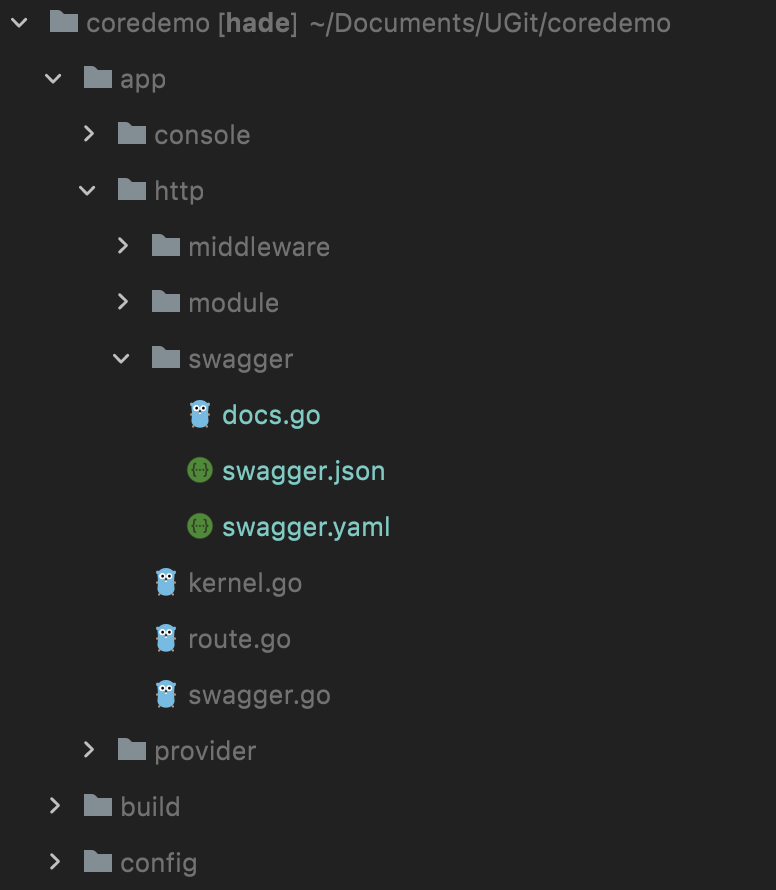 coredemo [hade] ~/Documents/UGit/coredemo
app
console
http
middleware
module
swagger
docs.go
swagger.json
swagger.yaml
kernel.go
route.go
swagger.go
provider
build
config